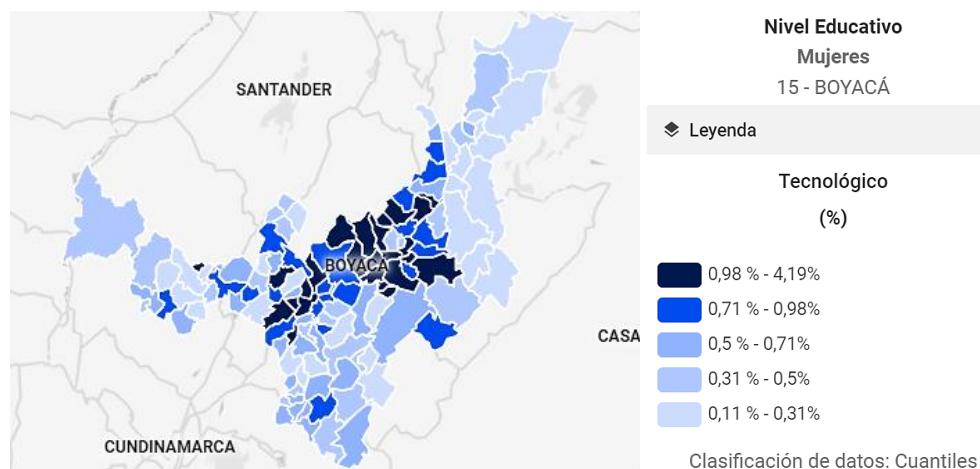 SANTANDER
BOYACÁ
CASA
CUNDINAMARCA
Nivel Educativo
Mujeres
15 - BOYACÁ
Leyenda
Tecnológico
(%)
0,98 % - 4,19%
0,71 % - 0,98%
0,5 % - 0,71%
0,31 % - 0,5%
0,11 % - 0,31%
Clasificación de datos: Cuantiles